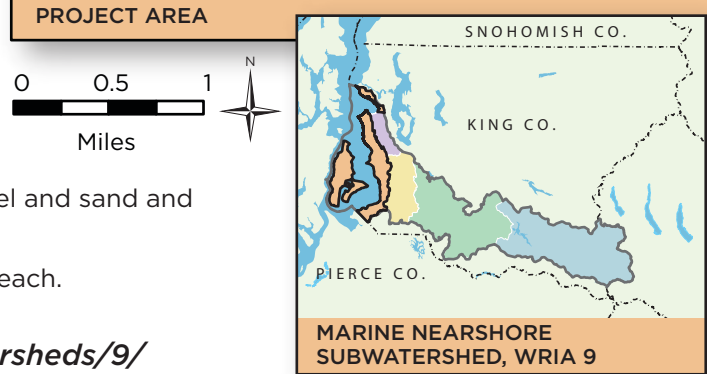 PROJECT AREA
SNOHOMISH CO.
N
0 0.5 1
KING CO.
Miles
el and sand and
PIERCE CO.
each.
MARINE NEARSHORE
SUBWATERSHED, WRIA 9
rsheds/9/